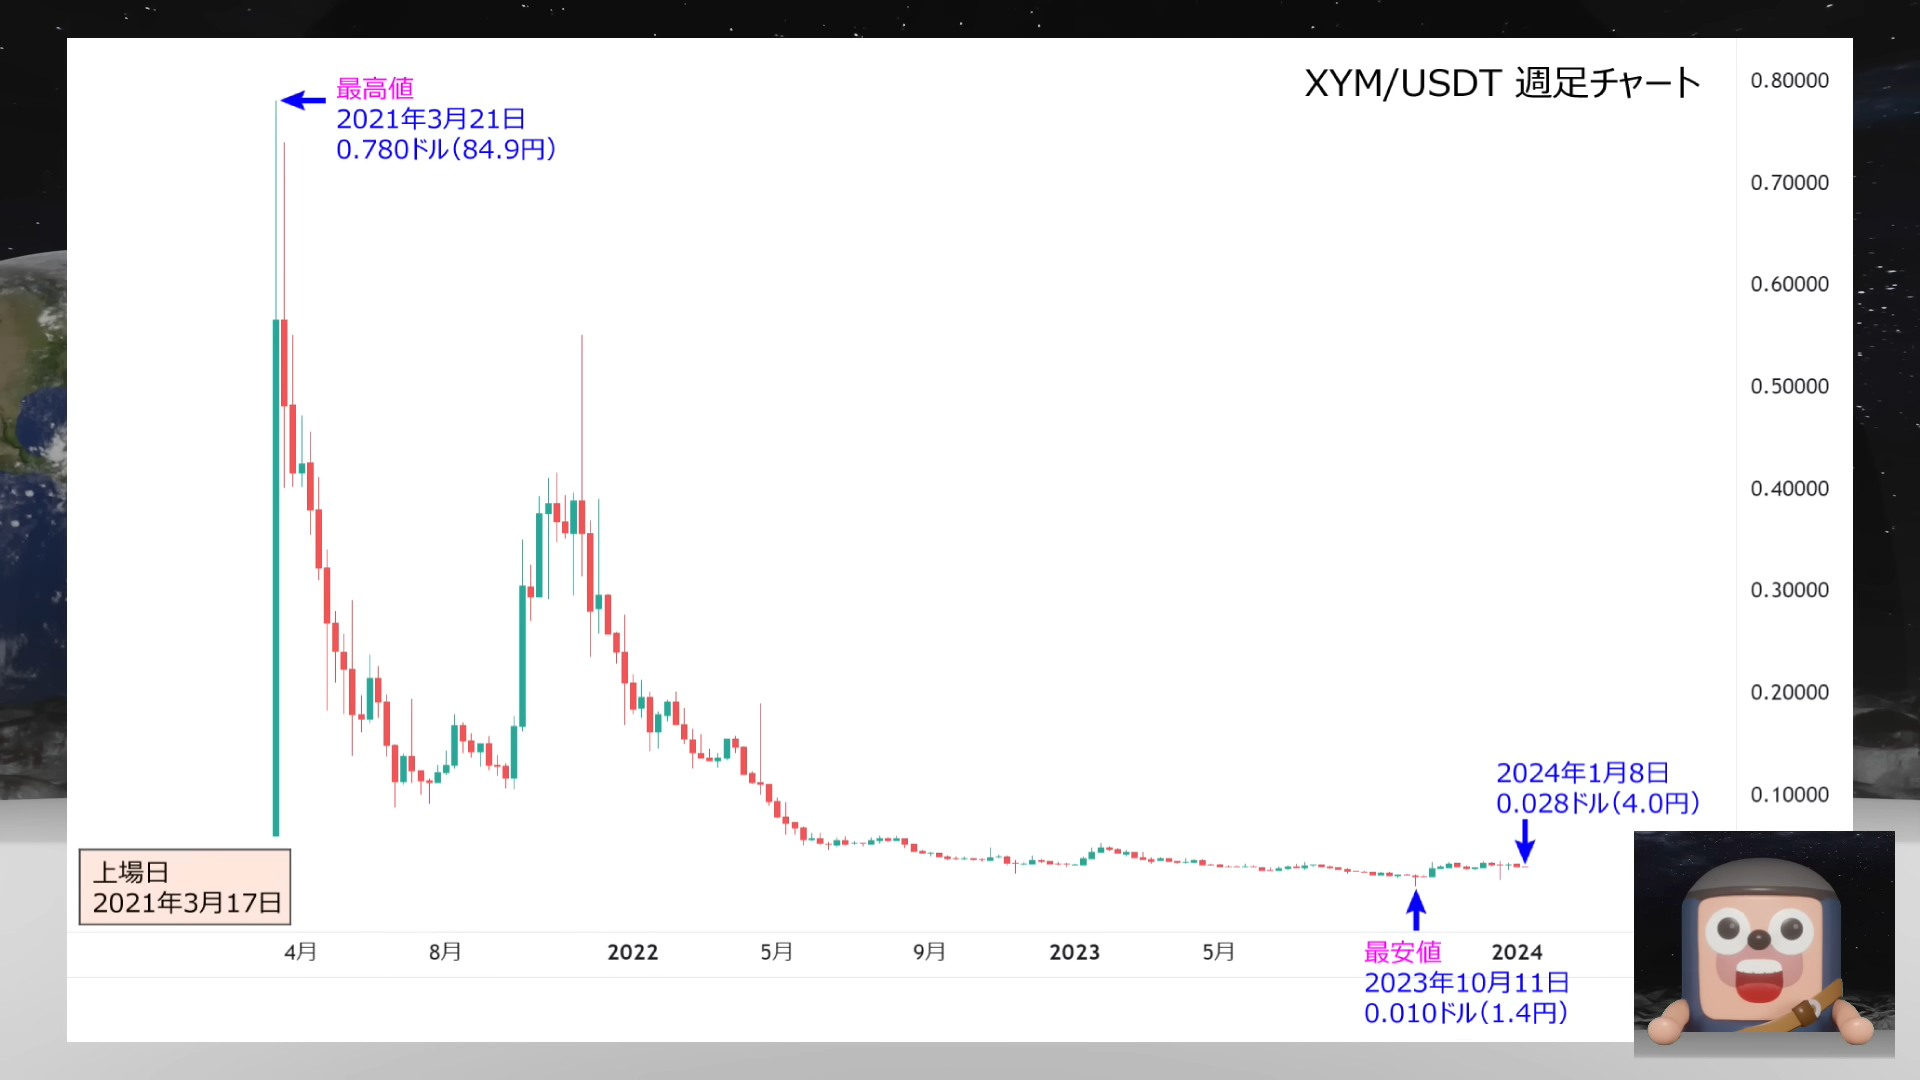 XYM/USDT 週足チャート
最高値
2021年3月21日
0.780ドル(84.9円)
0.80000
0.70000
0.60000
0.50000
0.40000
0.30000
0.20000
0.10000
2024年1月8日
0.028ドル(4.0円)
上場日
2021年3月17日
4月
8月
2022
5月
9月
2023
5月
2024
最安値
2023年10月11日
0.010ドル(1.4円)